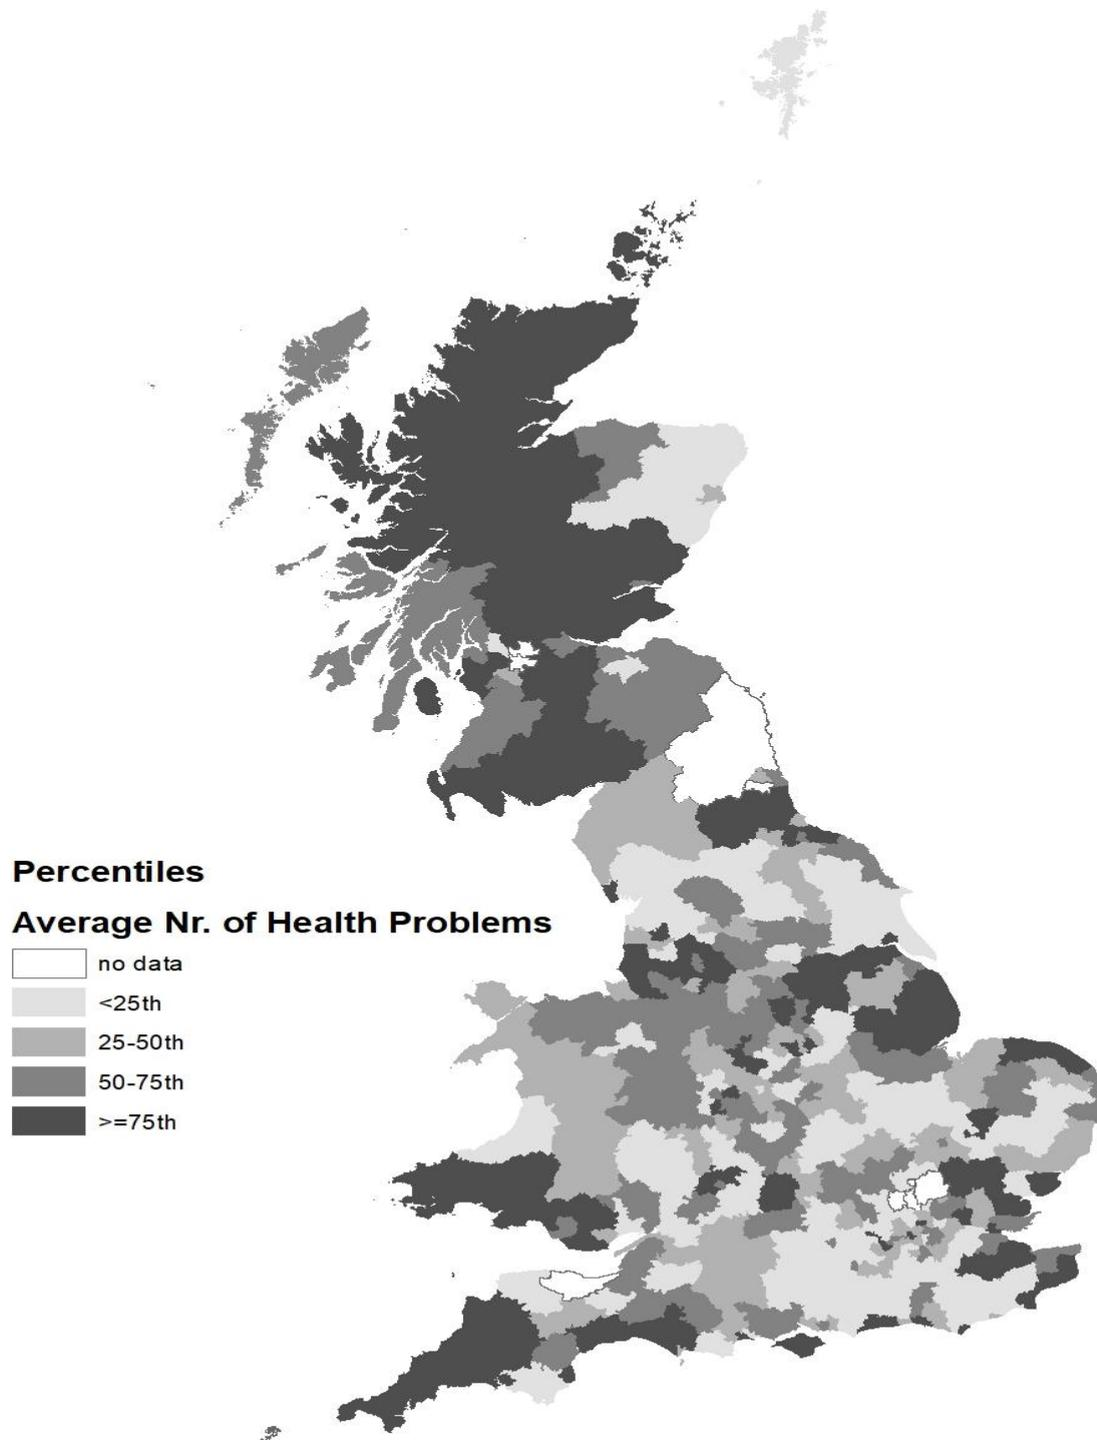 Percentiles
Average Nr. of Health Problems
no data
<25th
25-50th
50-75th
>=75th